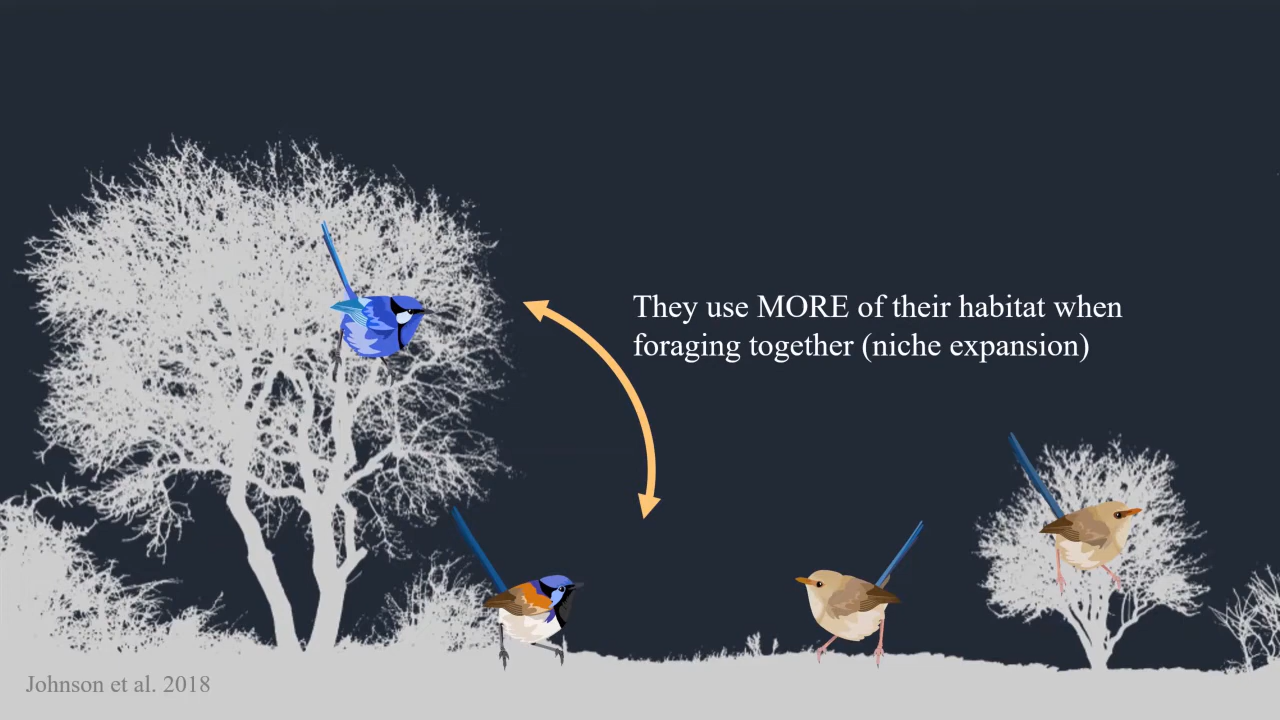 They use MORE of their habitat when
foraging together (niche expansion)
Johnson et al. 2018